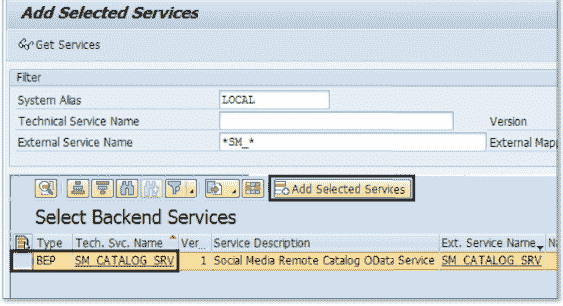 Add Selected Services
Get Services
Filter
System Alias LOCAL
Technical Service Name Version
External Service Name *SM_* External Mapp
Add Selected Services
Select Backend Services
Type Tech. Svc. Name Ver... Service Description Ext. Service Name Na
BEP SM_CATALOG_SRV 1 Social Media Remote Catalog OData Service SM_CATALOG_SRV